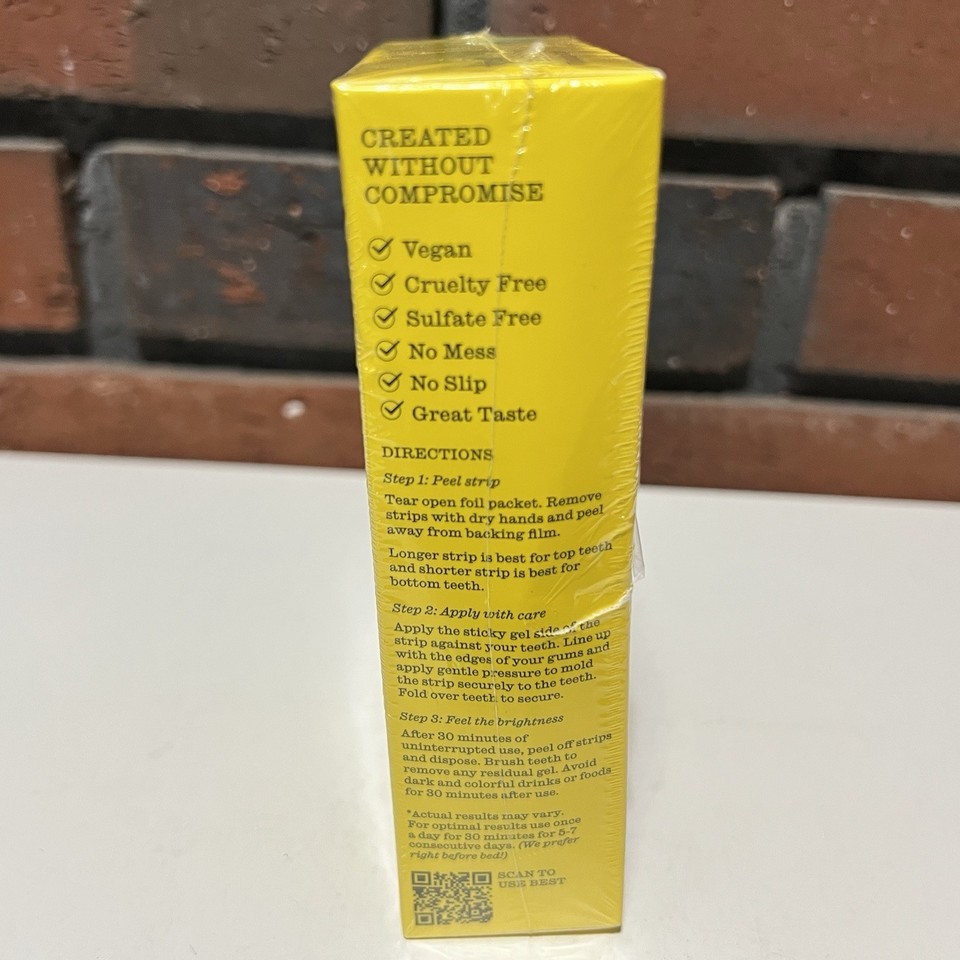 CREATED
WITHOUT
COMPROMISE
Vegan
Cruelty Free
Sulfate Free
No Mess
No Slip
Great Taste
DIRECTIONS
Step 1: Peel strip
Tear open foil packet. Remove
strips with dry hands and peel
away from backing film.
Longer strip is best for top teeth
and shorter strip is best for
bottom teeth.
Step 2: Apply with care
Apply the sticky gel side of the
strip against your teeth. Line up
with the edges of your gums and
apply gentle pressure to mold
the strip securely to the teeth.
Fold over teeth to secure.
Step 3: Feel the brightness
After 30 minutes of
uninterrupted use, peel off strips
and dispose. Brush teeth to
remove any residual gel. Avoid
dark and colorful drinks or foods
for 30 minutes after use.
*Actual results may vary.
For optimal results use once
a day for 30 minutes for 5-7
consecutive days. (We prefer
right before bed!)
SCAN TO
USE BEST